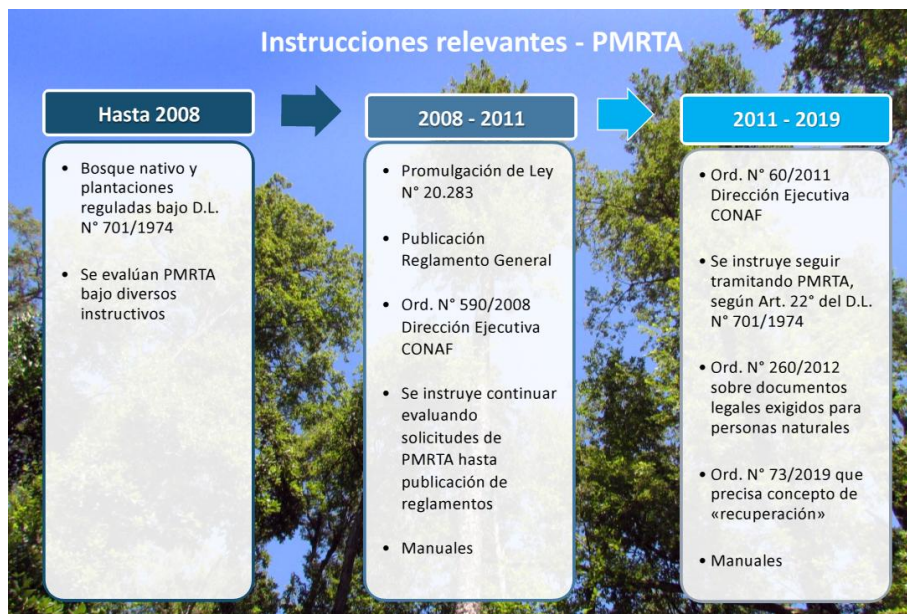 Instrucciones relevantes - PMRTA
Hasta 2008
• Bosque nativo y
plantaciones
reguladas bajo D.L.
N° 701/1974
• Se evalúan PMRTA
bajo diversos
instructivos
2008 - 2011
• Promulgación de Ley
N° 20.283
• Publicación
Reglamento General
• Ord. N° 590/2008
Dirección Ejecutiva
CONAF
• Se instruye continuar
evaluando
solicitudes de
PMRTA hasta
publicación de
reglamentos
• Manuales
2011 - 2019
• Ord. N° 60/2011
Dirección Ejecutiva
CONAF
• Se instruye seguir
tramitando PMRTA,
según Art. 22° del D.L.
N° 701/1974
• Ord. N° 260/2012
sobre documentos
legales exigidos para
personas naturales
• Ord. N° 73/2019 que
precisa concepto de
«recuperación»
• Manuales